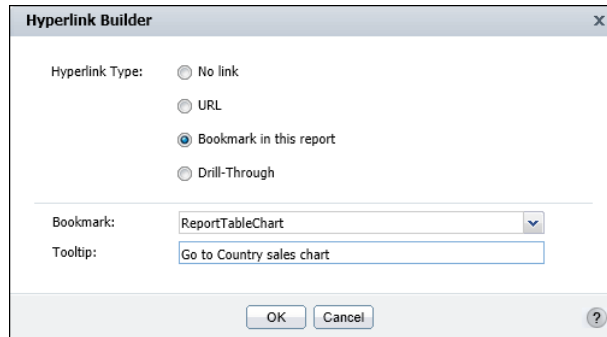 Hyperlink Builder x
Hyperlink Type: No link
URL
Bookmark in this report
Drill-Through
Bookmark: ReportTableChart
Tooltip: Go to Country sales chart
OK Cancel ?